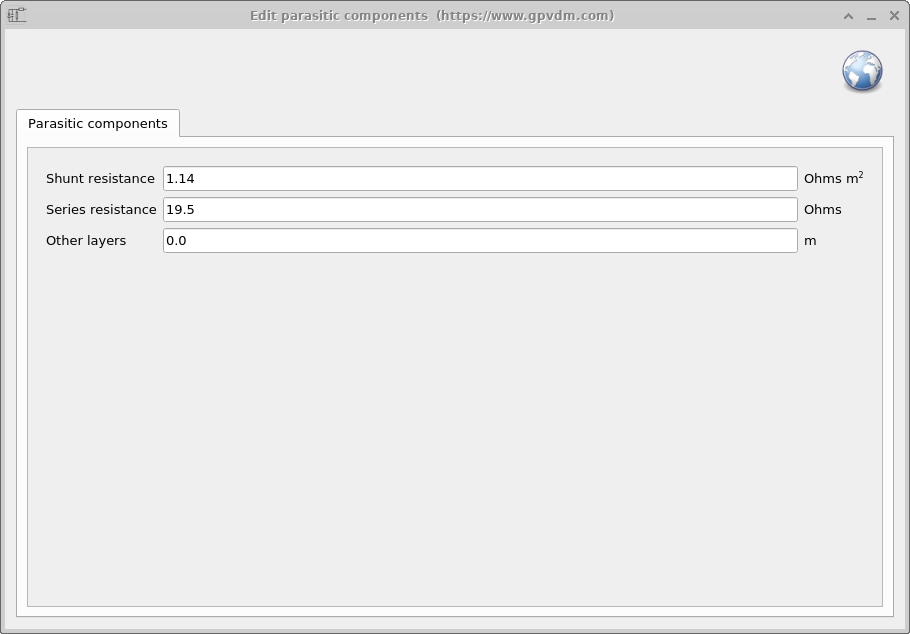 Edit parasitic components (https://www.gpvdm.com)
Parasitic components
Shunt resistance 1.14 Ohms m²
Series resistance 19.5 Ohms
Other layers 0.0 m